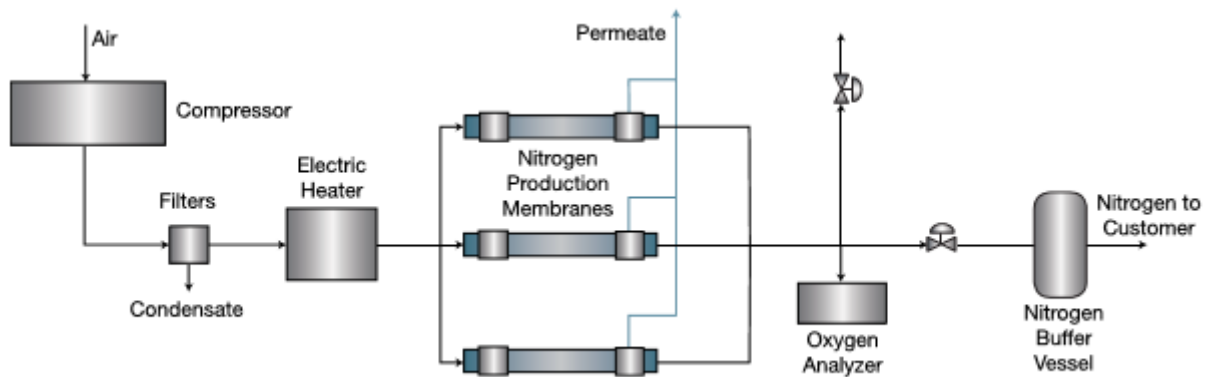 Air
Permeate
Compressor
Electric
Heater
Filters
Nitrogen
Production
Membranes
Condensate
Nitrogen to
Customer
Oxygen
Analyzer
Nitrogen
Buffer
Vessel